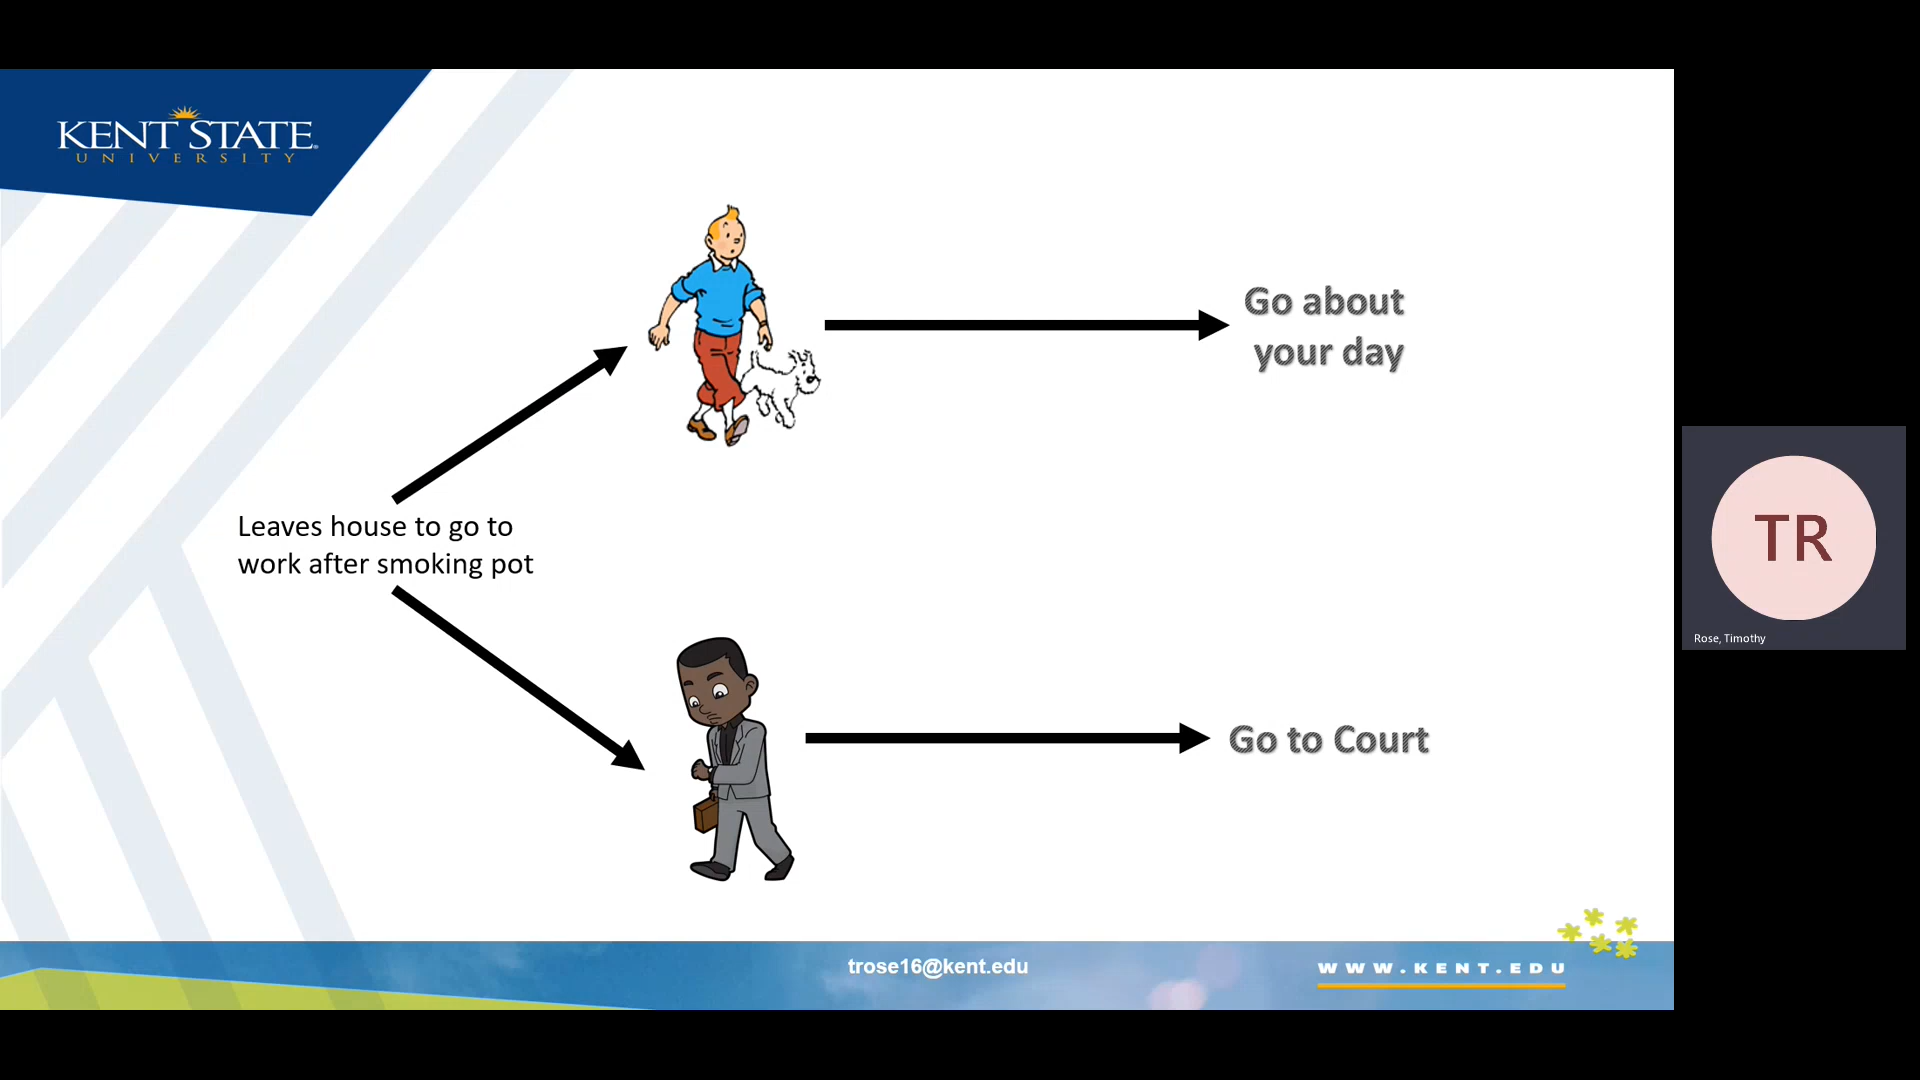 KENT STATE
UNIVERSITY
Go about
your day
Leaves house to go to
work after smoking pot
TR
Rose, Timothy
Go to Court
trose16@kent.edu
WWW.KENT.EDU